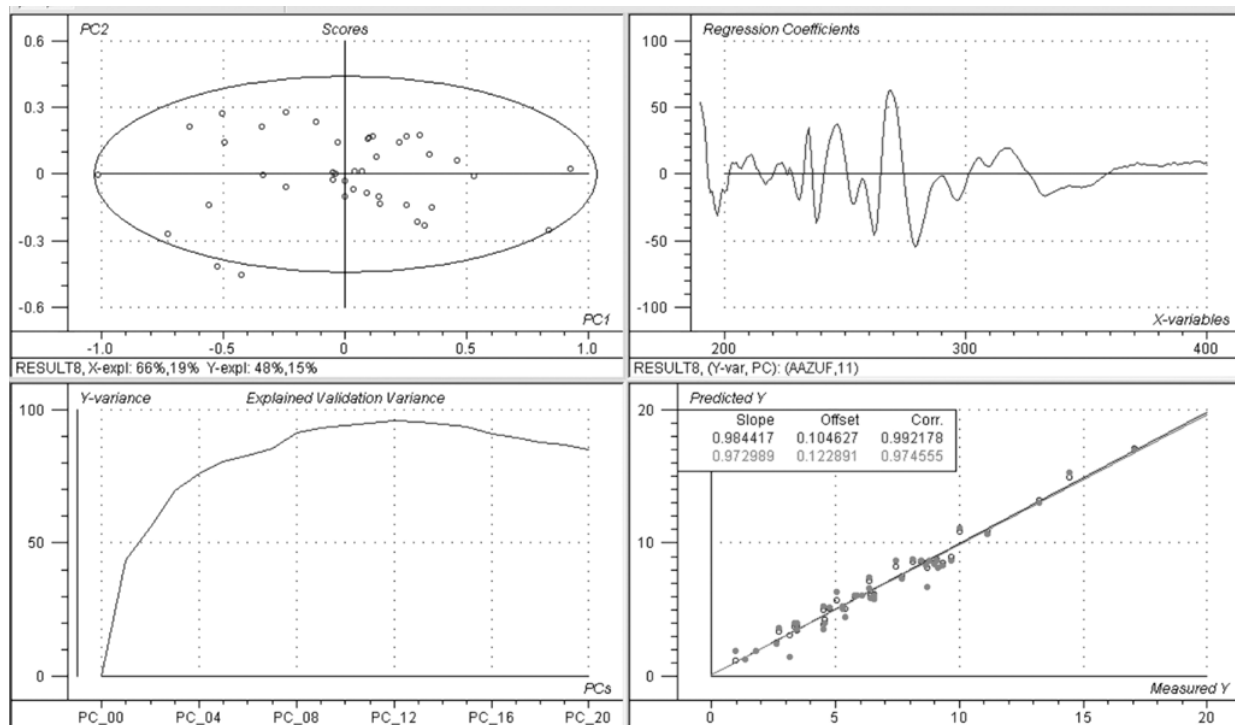 PC2 Scores
0.6
0.3
0
-0.3
-0.6
PC1
-1.0 -0.5 0 0.5 1.0
RESULT8, X-expl: 66%,19% Y-expl: 48%,15%
Regression Coefficients
100
50
0
-50
-100
X-variables
200 300 400
RESULT8, (Y-var, PC): (AAZUF,11)
Y-variance Explained Validation Variance
100
50
0
PCs
PC_00 PC_04 PC_08 PC_12 PC_16 PC_20
Predicted Y
20
Slope Offset Corr.
0.984417 0.104627 0.992178
0.972989 0.122891 0.974555
10
0
Measured Y
0 5 10 15 20